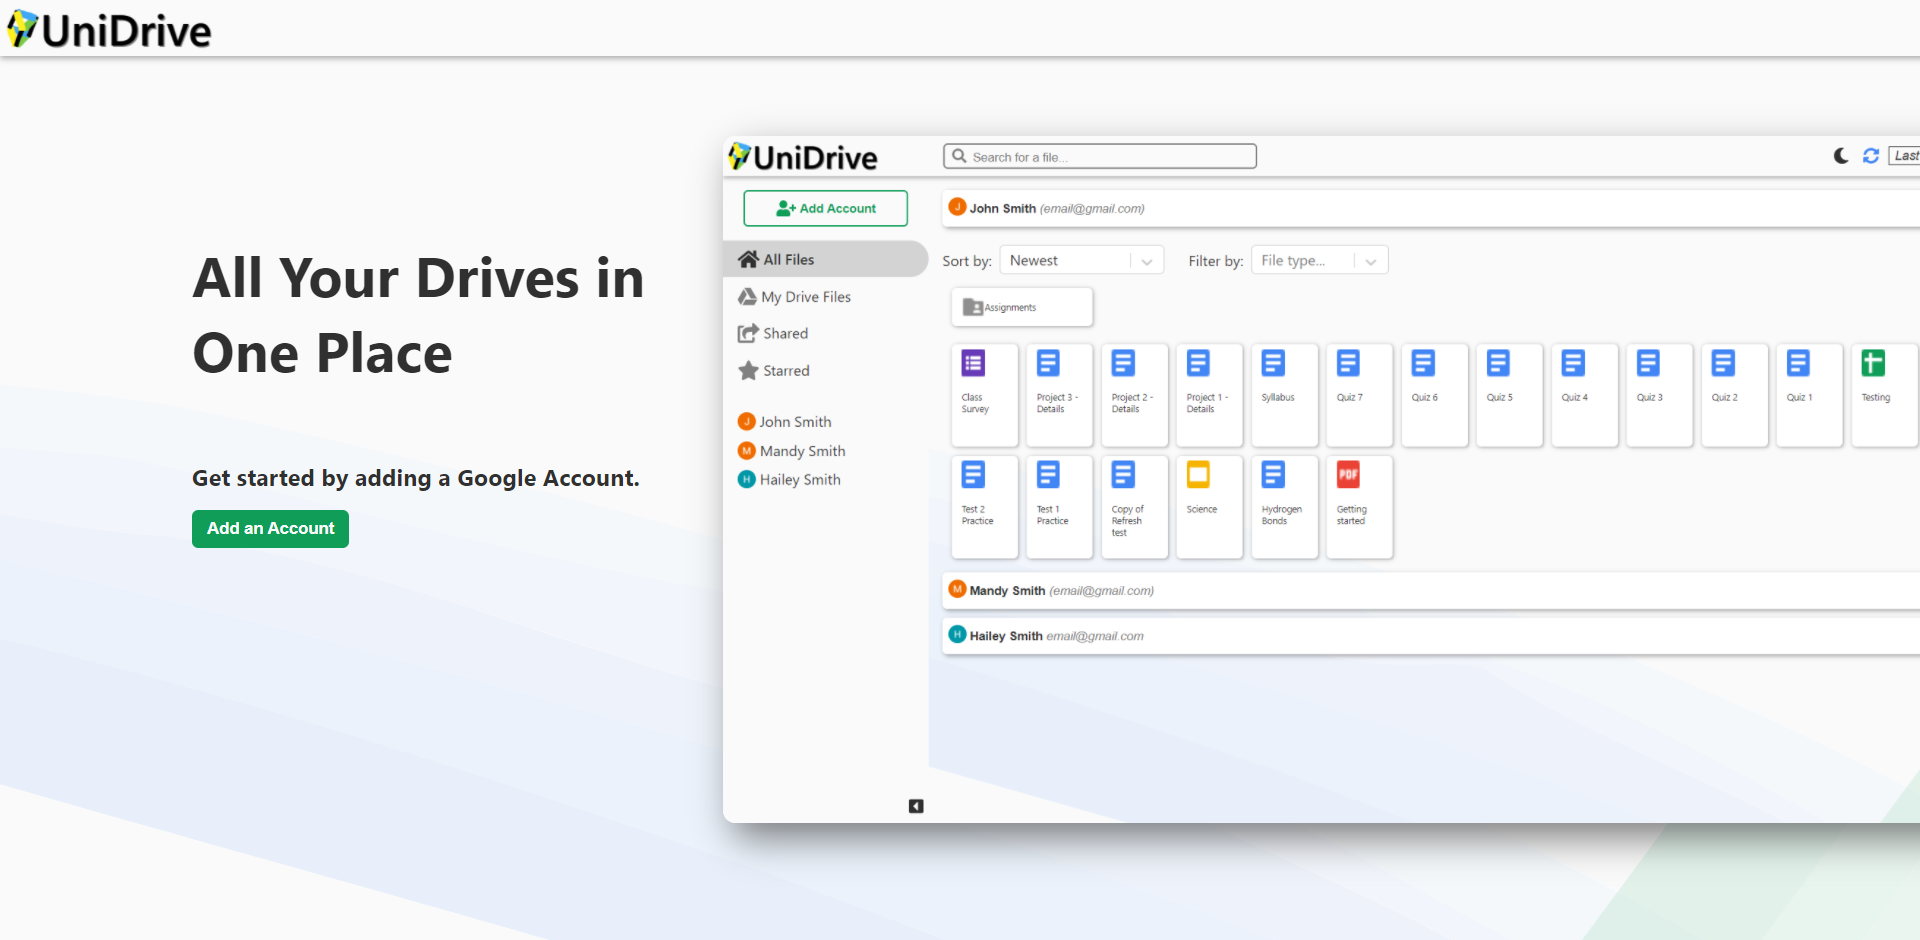 UniDrive
All Your Drives in
One Place
Get started by adding a Google Account.
Add an Account
UniDrive
Search for a file...
Last
Add Account
All Files
My Drive Files
Shared
Starred
John Smith
Mandy Smith
Hailey Smith
J John Smith (email@gmail.com)
Sort by: Newest Filter by: File type...
Assignments
Class
Survey
Project 3 -
Details
Project 2 -
Details
Project 1 -
Details
Syllabus
Quiz 7
Quiz 6
Quiz 5
Quiz 4
Quiz 3
Quiz 2
Quiz 1
Testing
Test 2
Practice
Test 1
Practice
Copy of
Refresh
test
Science
Hydrogen
Bonds
PDF
Getting
started
M Mandy Smith (email@gmail.com)
H Hailey Smith email@gmail.com